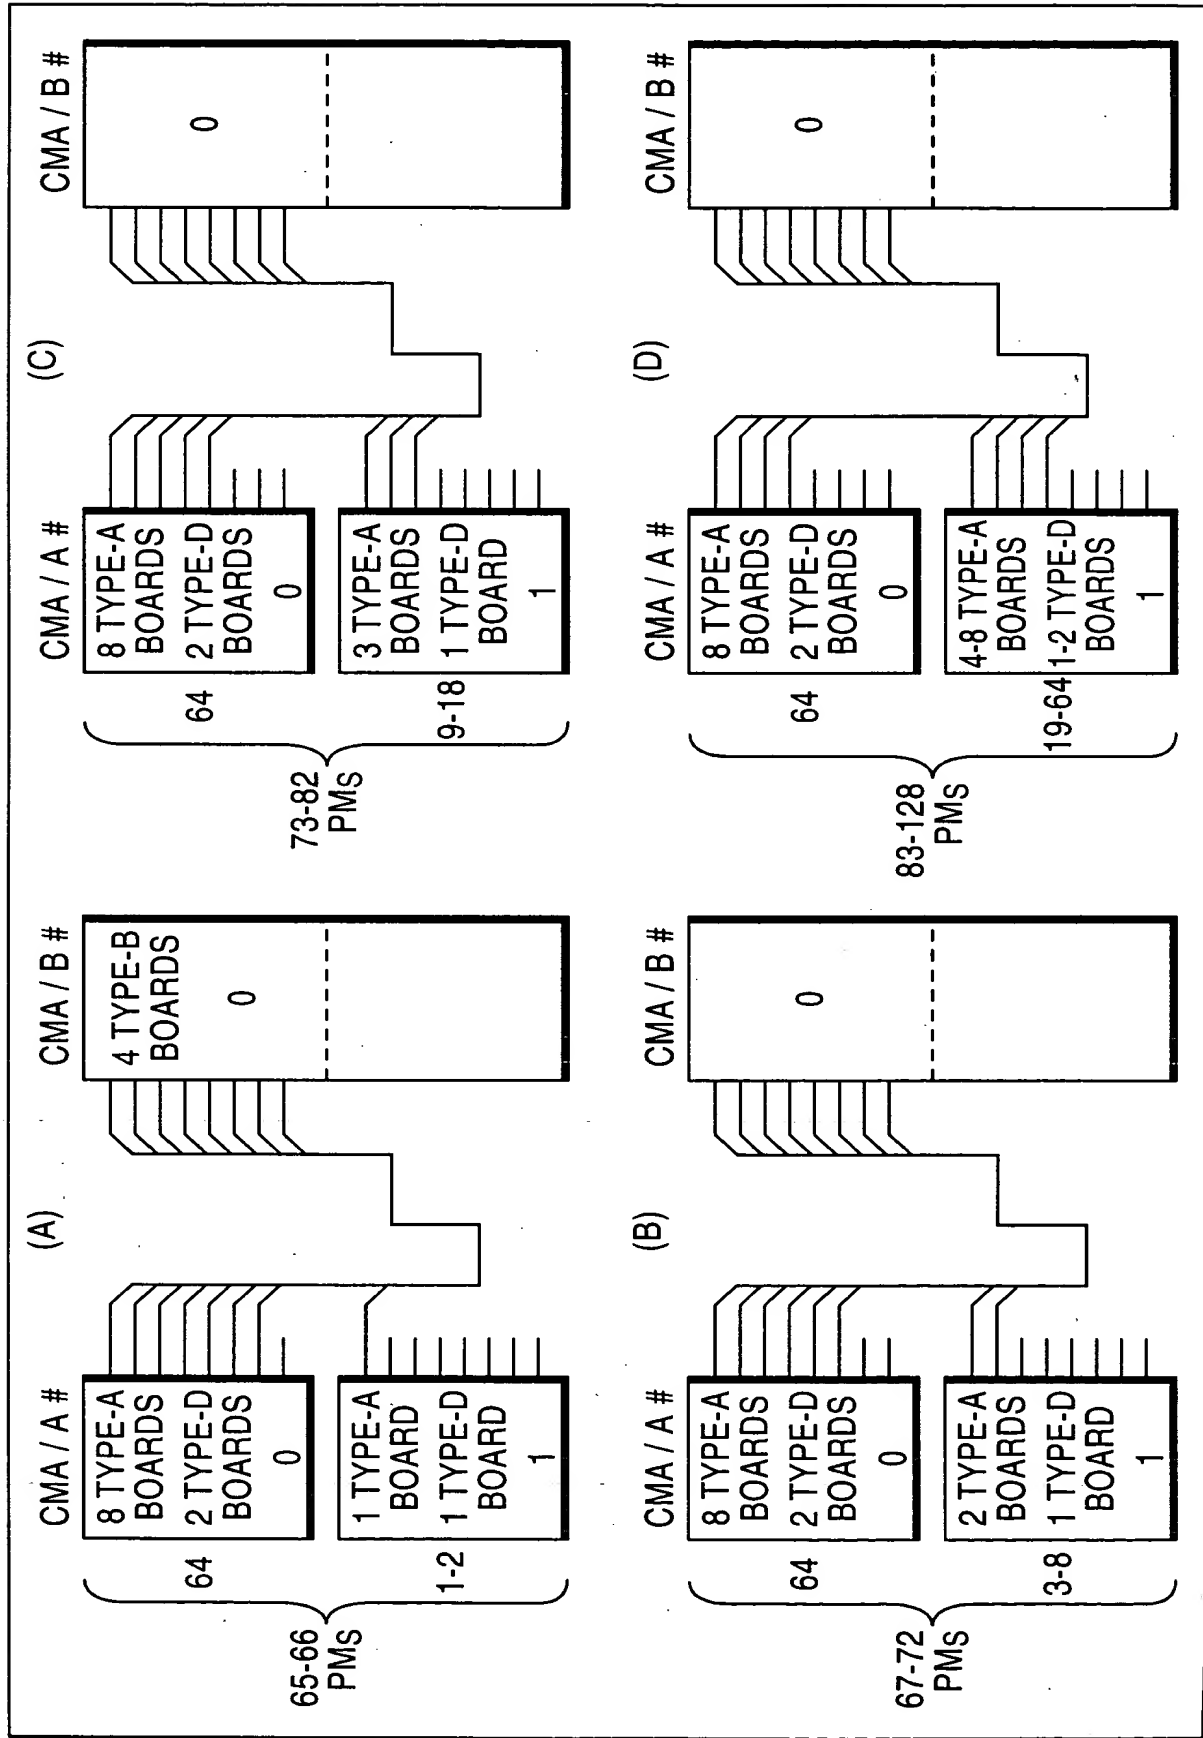 (A)
CMA / A #
CMA / B #
65-66
PMS
64
8 TYPE-A
BOARDS
2 TYPE-D
BOARDS
0
1-2
1 TYPE-A
BOARD
1 TYPE-D
BOARD
1
4 TYPE-B
BOARDS
0
(B)
CMA / A #
CMA / B #
67-72
PMS
64
8 TYPE-A
BOARDS
2 TYPE-D
BOARDS
0
3-8
2 TYPE-A
BOARDS
1 TYPE-D
BOARD
1
0
(C)
CMA / A #
CMA / B #
73-82
PMS
64
8 TYPE-A
BOARDS
2 TYPE-D
BOARDS
0
9-18
3 TYPE-A
BOARDS
1 TYPE-D
BOARD
1
0
(D)
CMA / A #
CMA / B #
83-128
PMS
64
8 TYPE-A
BOARDS
2 TYPE-D
BOARDS
0
19-64
4-8 TYPE-A
BOARDS
1-2 TYPE-D
BOARDS
1
0